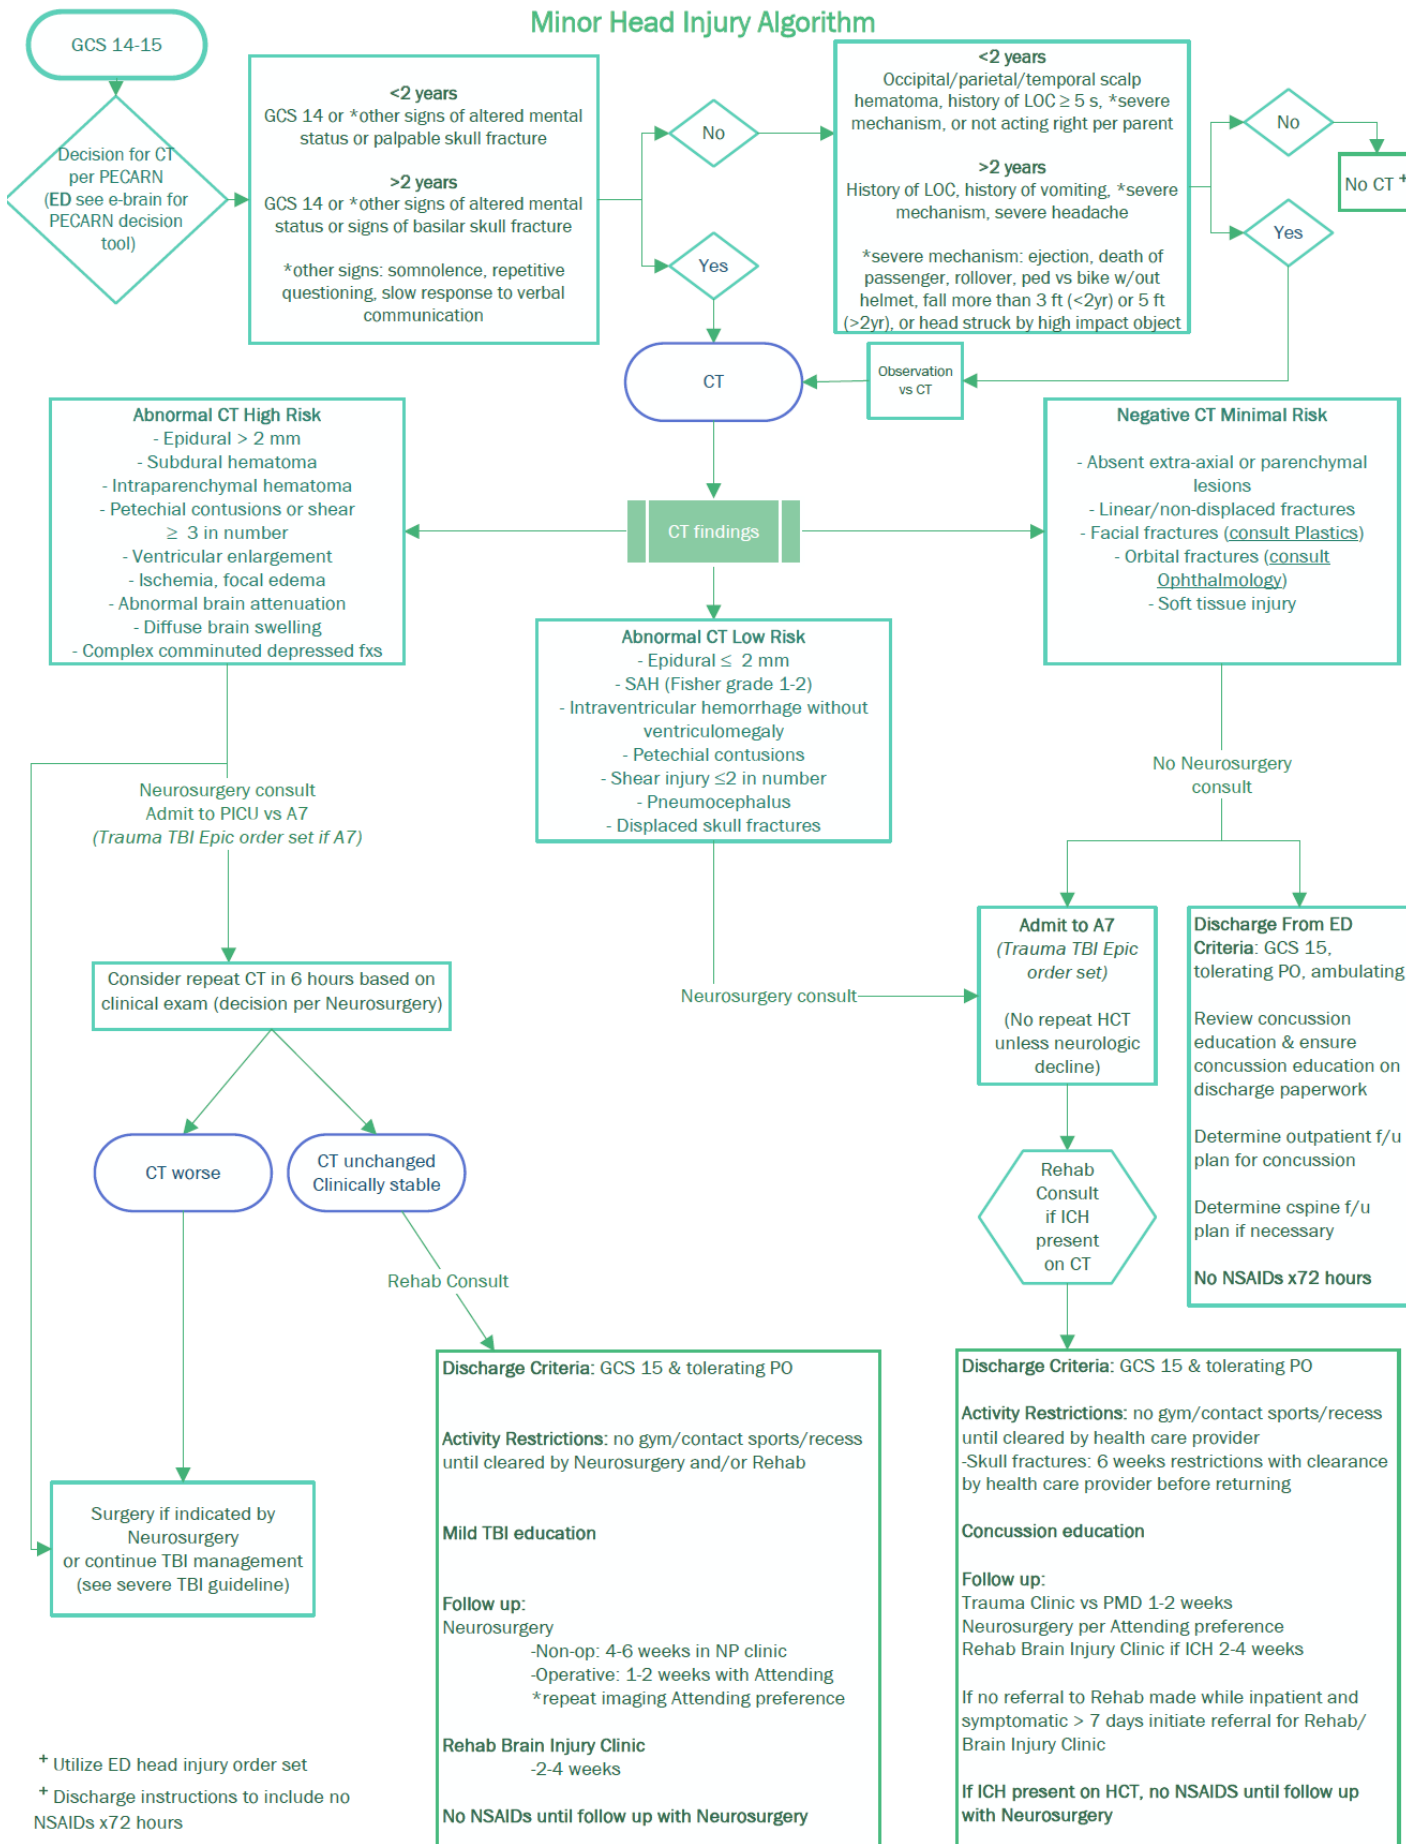 Minor Head Injury Algorithm
GCS 14-15
Decision for CT
per PECARN
(ED see e-brain for
PECARN decision
tool)
<2 years
GCS 14 or *other signs of altered mental
status or palpable skull fracture
>2 years
GCS 14 or *other signs of altered mental
status or signs of basilar skull fracture
*other signs: somnolence, repetitive
questioning, slow response to verbal
communication
No
Yes
<2 years
Occipital/parietal/temporal scalp
hematoma, history of LOC ≥ 5 s, *severe
mechanism, or not acting right per parent
>2 years
History of LOC, history of vomiting, *severe
mechanism, severe headache
*severe mechanism: ejection, death of
passenger, rollover, ped vs bike w/out
helmet, fall more than 3 ft (<2yr) or 5 ft
(>2yr), or head struck by high impact object
No
Yes
No CT +
Observation
vs CT
CT
CT findings
Abnormal CT High Risk
- Epidural > 2 mm
- Subdural hematoma
- Intraparenchymal hematoma
- Petechial contusions or shear
≥ 3 in number
- Ventricular enlargement
- Ischemia, focal edema
- Abnormal brain attenuation
- Diffuse brain swelling
- Complex comminuted depressed fxs
Abnormal CT Low Risk
- Epidural ≤ 2 mm
- SAH (Fisher grade 1-2)
- Intraventricular hemorrhage without
ventriculomegaly
- Petechial contusions
- Shear injury ≤2 in number
- Pneumocephalus
- Displaced skull fractures
Negative CT Minimal Risk
- Absent extra-axial or parenchymal
lesions
- Linear/non-displaced fractures
- Facial fractures (consult Plastics)
- Orbital fractures (consult
Ophthalmology)
- Soft tissue injury
Neurosurgery consult
Admit to PICU vs A7
(Trauma TBI Epic order set if A7)
No Neurosurgery
consult
Neurosurgery consult
Consider repeat CT in 6 hours based on
clinical exam (decision per Neurosurgery)
CT worse
CT unchanged
Clinically stable
Rehab Consult
Surgery if indicated by
Neurosurgery
or continue TBI management
(see severe TBI guideline)
Admit to A7
(Trauma TBI Epic
order set)
(No repeat HCT
unless neurologic
decline)
Rehab
Consult
if ICH
present
on CT
Discharge From ED
Criteria: GCS 15,
tolerating PO, ambulating
Review concussion
education & ensure
concussion education on
discharge paperwork
Determine outpatient f/u
plan for concussion
Determine cspine f/u
plan if necessary
No NSAIDs x72 hours
Discharge Criteria: GCS 15 & tolerating PO
Activity Restrictions: no gym/contact sports/recess
until cleared by Neurosurgery and/or Rehab
Mild TBI education
Follow up:
Neurosurgery
-Non-op: 4-6 weeks in NP clinic
-Operative: 1-2 weeks with Attending
*repeat imaging Attending preference
Rehab Brain Injury Clinic
-2-4 weeks
No NSAIDs until follow up with Neurosurgery
Discharge Criteria: GCS 15 & tolerating PO
Activity Restrictions: no gym/contact sports/recess
until cleared by health care provider
-Skull fractures: 6 weeks restrictions with clearance
by health care provider before returning
Concussion education
Follow up:
Trauma Clinic vs PMD 1-2 weeks
Neurosurgery per Attending preference
Rehab Brain Injury Clinic if ICH 2-4 weeks
If no referral to Rehab made while inpatient and
symptomatic > 7 days initiate referral for Rehab/
Brain Injury Clinic
If ICH present on HCT, no NSAIDS until follow up
with Neurosurgery
+ Utilize ED head injury order set
+ Discharge instructions to include no
NSAIDs x72 hours